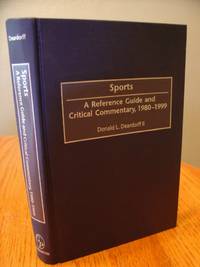 Deardorff
Sports
A Reference Guide and Critical Commentary, 1980-1999
Sports
A Reference Guide and
Critical Commentary, 1980-1999
Donald L. Deardorff II